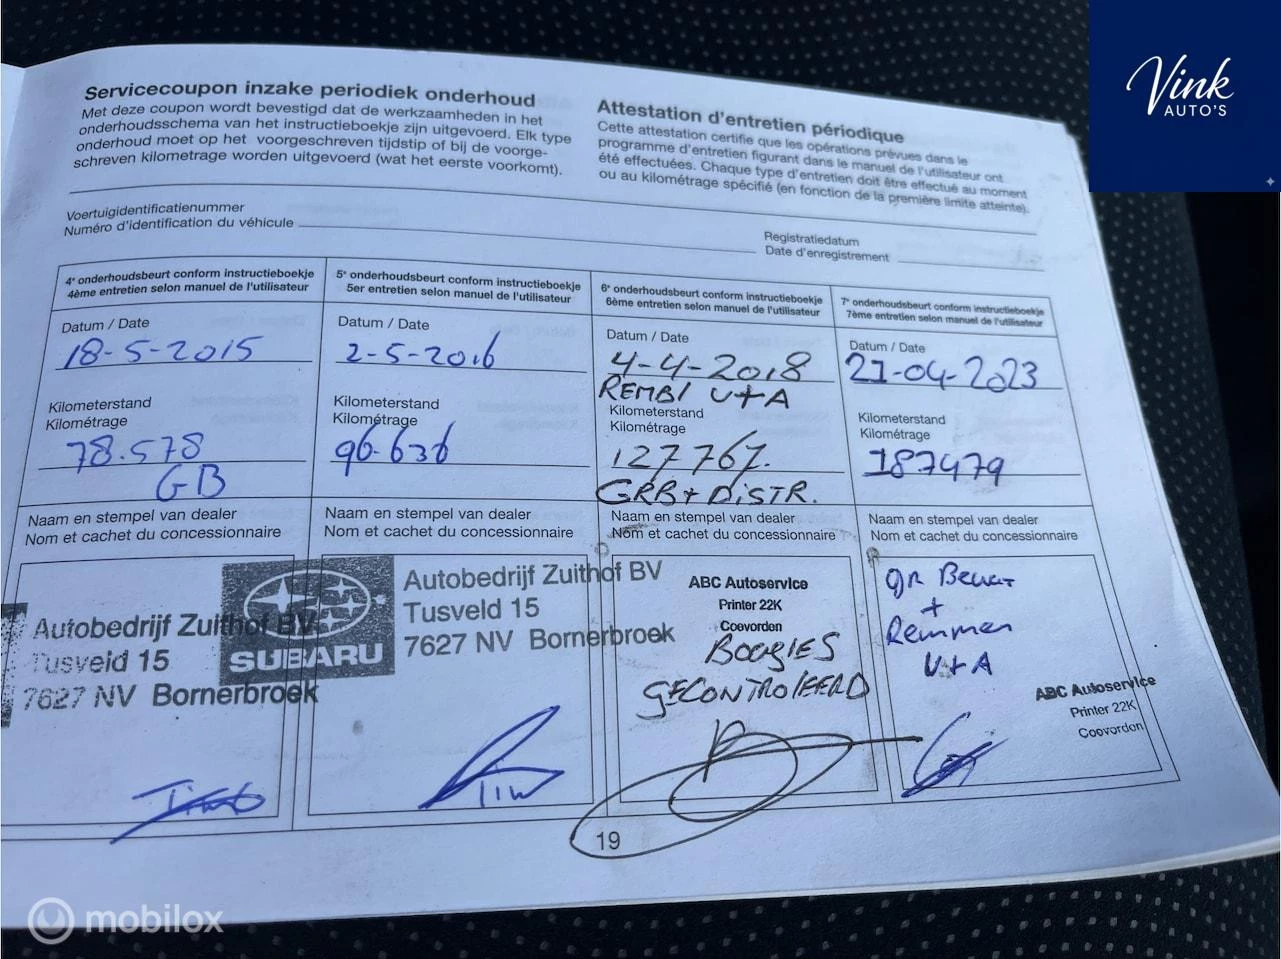 Vink
AUTO'S
Servicecoupon inzake periodiek onderhoud
Met deze coupon wordt bevestigd dat de werkzaamheden in het
onderhoudsschema van het instructieboekje zijn uitgevoerd. Elk type
onderhoud moet op het voorgeschreven tijdstip of bij de voorge-
schreven kilometrage worden uitgevoerd (wat het eerste voorkomt).
Attestation d'entretien périodique
Cette attestation certifie que les opérations prévues dans le
programme d'entretien figurant dans le manuel de l'utilisateur ont
été effectuées. Chaque type d'entretien doit être effectué au moment
ou au kilométrage spécifié (en fonction de la première limite atteinte).
Voertuigidentificatienummer
Numéro d'identification du véhicule
Registratiedatum
Date d'enregistrement
4e onderhoudsbeurt conform instructieboekje
4ème entretien selon manuel de l'utilisateur
Datum / Date
18-5-2015
Kilometerstand
Kilométrage
78.578
GB
Naam en stempel van dealer
Nom et cachet du concessionnaire
Autobedrijf Zuithof BV
Tusveld 15
7627 NV Bornerbroek
5e onderhoudsbeurt conform instructieboekje
5er entretien selon manuel de l'utilisateur
Datum / Date
2-5-2016
Kilometerstand
Kilométrage
96.636
Naam en stempel van dealer
Nom et cachet du concessionnaire
SUBARU
Autobedrijf Zuithof BV
Tusveld 15
7627 NV Bornerbroek
Tim
6e onderhoudsbeurt conform instructieboekje
6ème entretien selon manuel de l'utilisateur
Datum / Date
4-4-2018
REMBL V+A
Kilometerstand
Kilométrage
127767.
GRB+DISTR.
Naam en stempel van dealer
Nom et cachet du concessionnaire
ABC Autoservice
Printer 22K
Coevorden
BOUGIES
GECONTROLEERD
7e onderhoudsbeurt conform instructieboekje
7ème entretien selon manuel de l'utilisateur
Datum / Date
21-04-2023
Kilometerstand
Kilométrage
187479
Naam en stempel van dealer
Nom et cachet du concessionnaire
gr Beurt
+
Remmen
V+A
ABC Autoservice
Printer 22K
Coevorden
19
mobilox